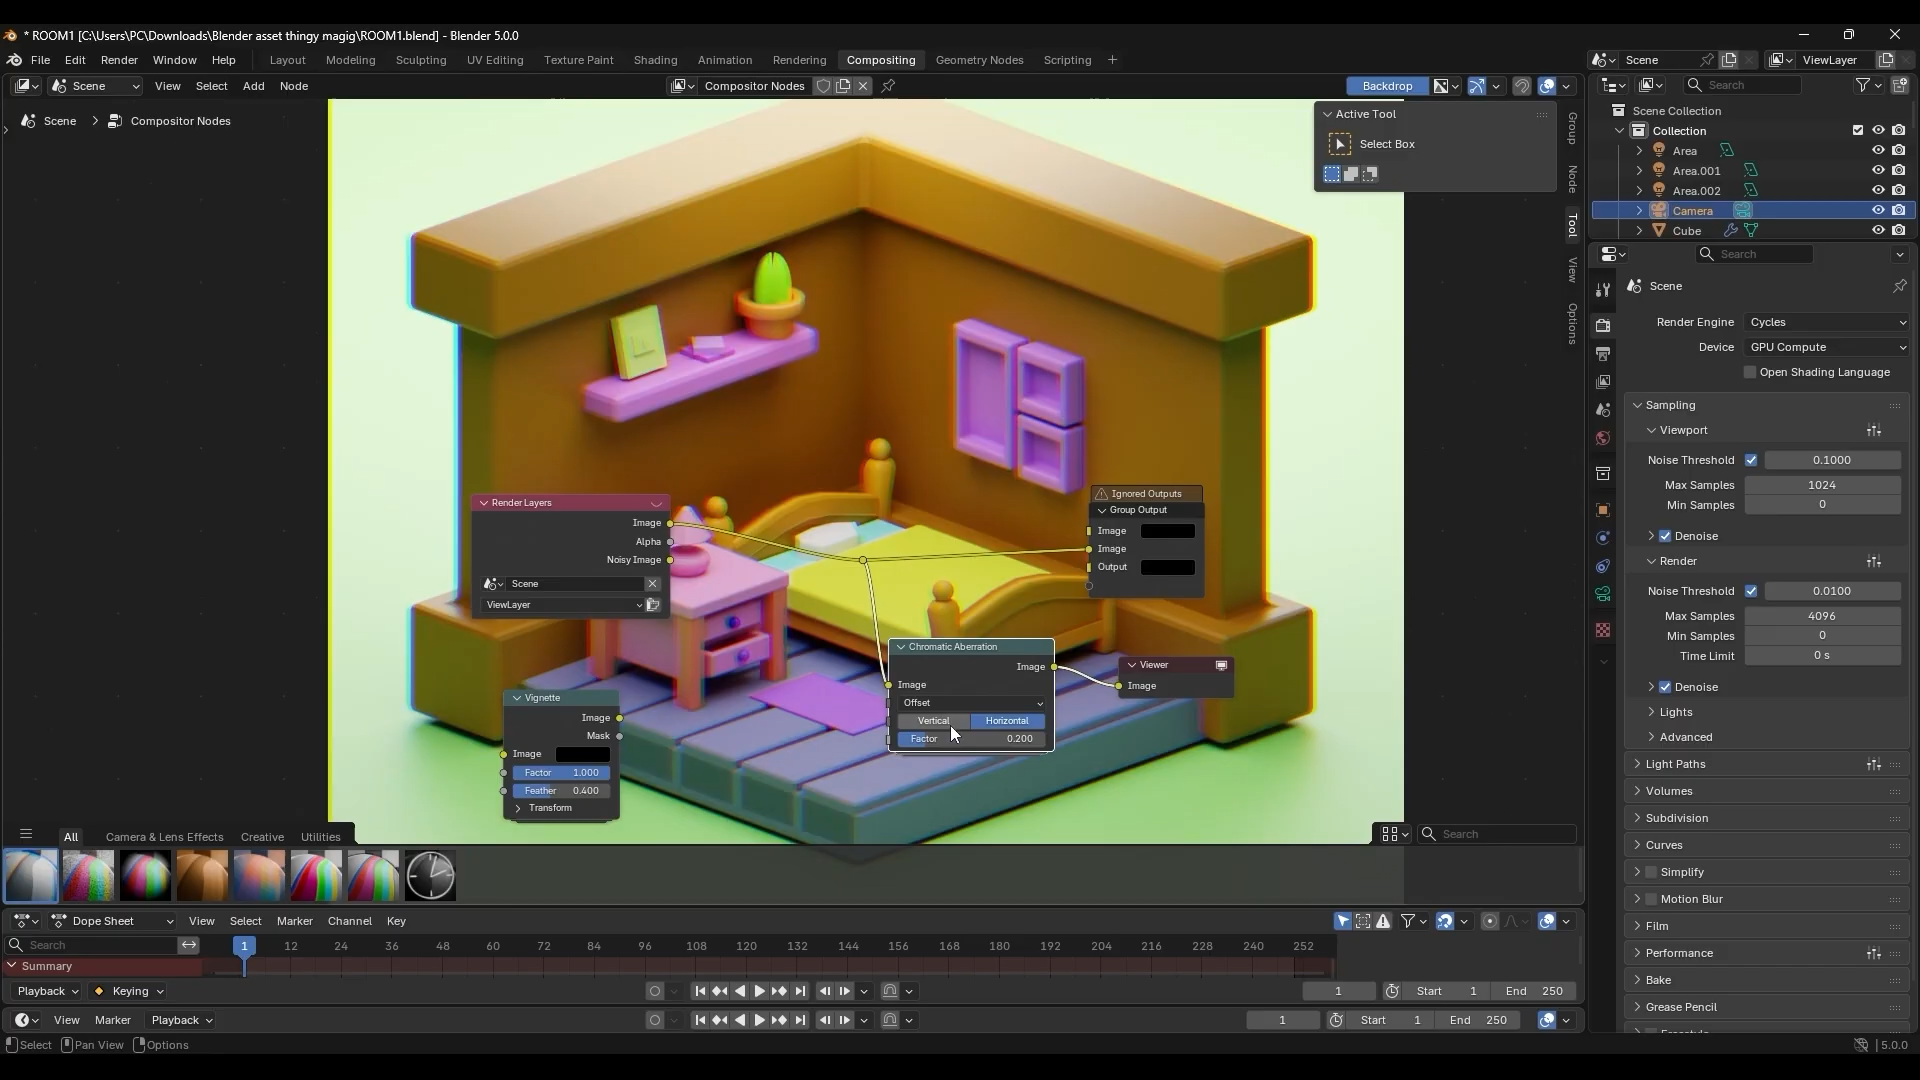 * ROOM1 [C:\Users\PC\Downloads\Blender asset thingy magig\ROOM1.blend] - Blender 5.0.0
File Edit Render Window Help Layout Modeling Sculpting UV Editing Texture Paint Shading Animation Rendering Compositing Geometry Nodes Scripting + Scene ViewLayer
Scene View Select Add Node Compositor Nodes Backdrop Search
Scene > Compositor Nodes
Active Tool
Select Box
Group
Node
Tool
View
Options
Scene Collection
Collection
Area
Area.001
Area.002
Camera
Cube
Search
Scene
Render Engine Cycles
Device GPU Compute
Open Shading Language
Sampling
Viewport
Noise Threshold 0.1000
Max Samples 1024
Min Samples 0
Denoise
Render
Noise Threshold 0.0100
Max Samples 4096
Min Samples 0
Time Limit 0 s
Denoise
Lights
Advanced
Light Paths
Volumes
Subdivision
Curves
Simplify
Motion Blur
Film
Performance
Bake
Grease Pencil
Render Layers
Image
Alpha
Noisy Image
Scene
ViewLayer
Ignored Outputs
Group Output
Image
Image
Output
Chromatic Aberration
Image
Image
Offset
Vertical Horizontal
Factor 0.200
Viewer
Image
Vignette
Image
Mask
Image
Factor 1.000
Feather 0.400
Transform
All Camera & Lens Effects Creative Utilities Search
Dope Sheet View Select Marker Channel Key
Search 1 12 24 36 48 60 72 84 96 108 120 132 144 156 168 180 192 204 216 228 240 252
Summary
Playback Keying 1 Start 1 End 250
View Marker Playback 1 Start 1 End 250
Select Pan View Options 5.0.0